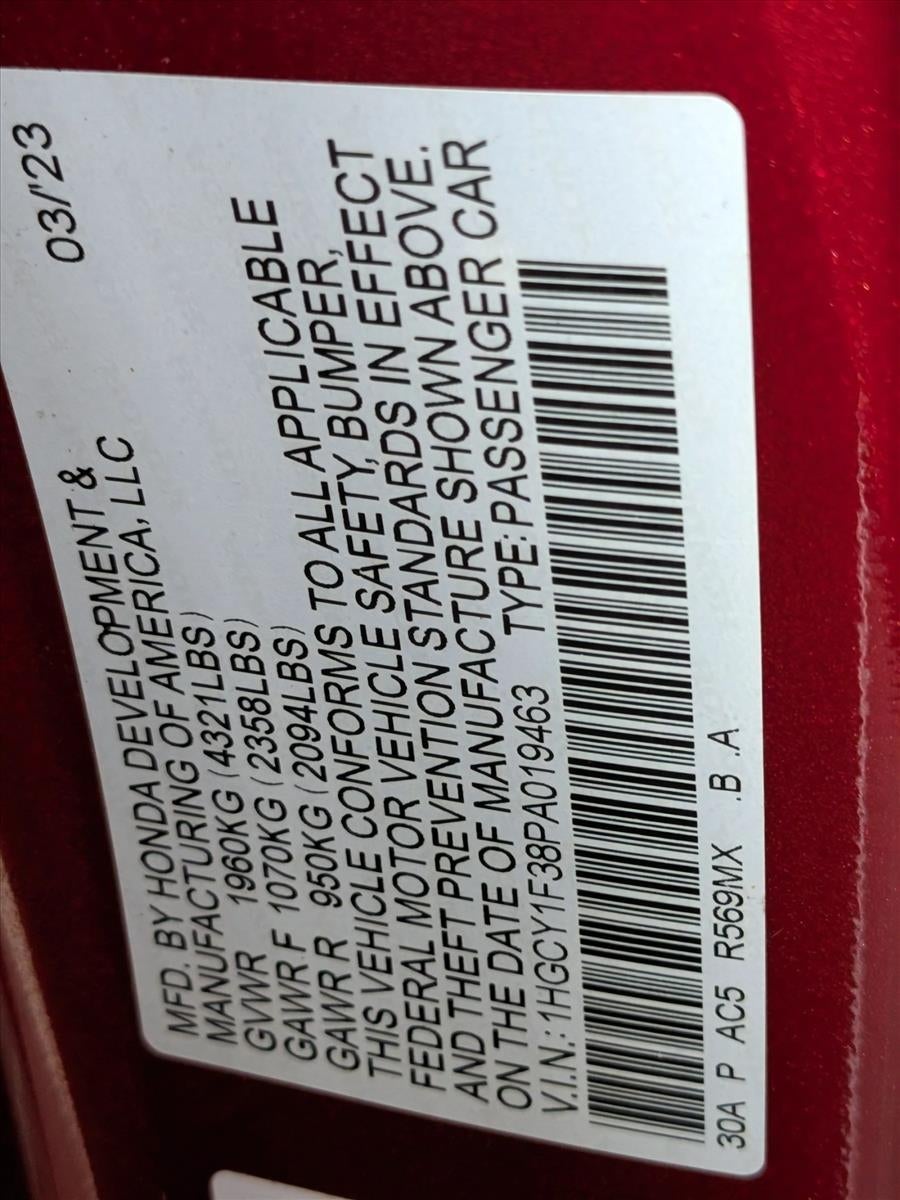 MFD. BY HONDA DEVELOPMENT & 03/'23
MANUFACTURING OF AMERICA, LLC
GVWR 1960KG (4321LBS)
GAWR F 1070KG (2358LBS)
GAWR R 950KG (2094LBS)
THIS VEHICLE CONFORMS TO ALL APPLICABLE
FEDERAL MOTOR VEHICLE SAFETY, BUMPER,
AND THEFT PREVENTION STANDARDS IN EFFECT
ON THE DATE OF MANUFACTURE SHOWN ABOVE.
V.I.N.: 1HGCY1F38PA019463 TYPE: PASSENGER CAR
30A P AC5 R569MX .B .A